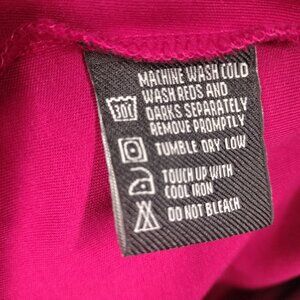 MACHINE WASH COLD
WASH REDS AND
DARKS SEPARATELY
REMOVE PROMPTLY
30C
TUMBLE DRY LOW
TOUCH UP WITH
COOL IRON
DO NOT BLEACH